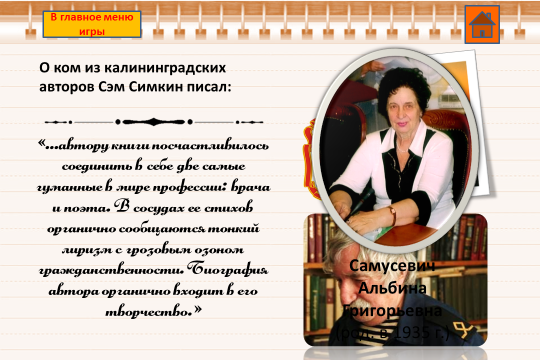 В главное меню
игры
О ком из калининградских
авторов Сэм Симкин писал:
«...автору книги посчастливилось
соединить в себе две самые
гуманные в мире профессии: врача
и поэта. В сосудах ее стихов
органично сообщаются тонкий
лиризм с грозовым озоном
гражданственности. Биография
автора органично входит в его
творчество.»
Самусевич
Альбина
Григорьевна
(род. в 1935 г.)